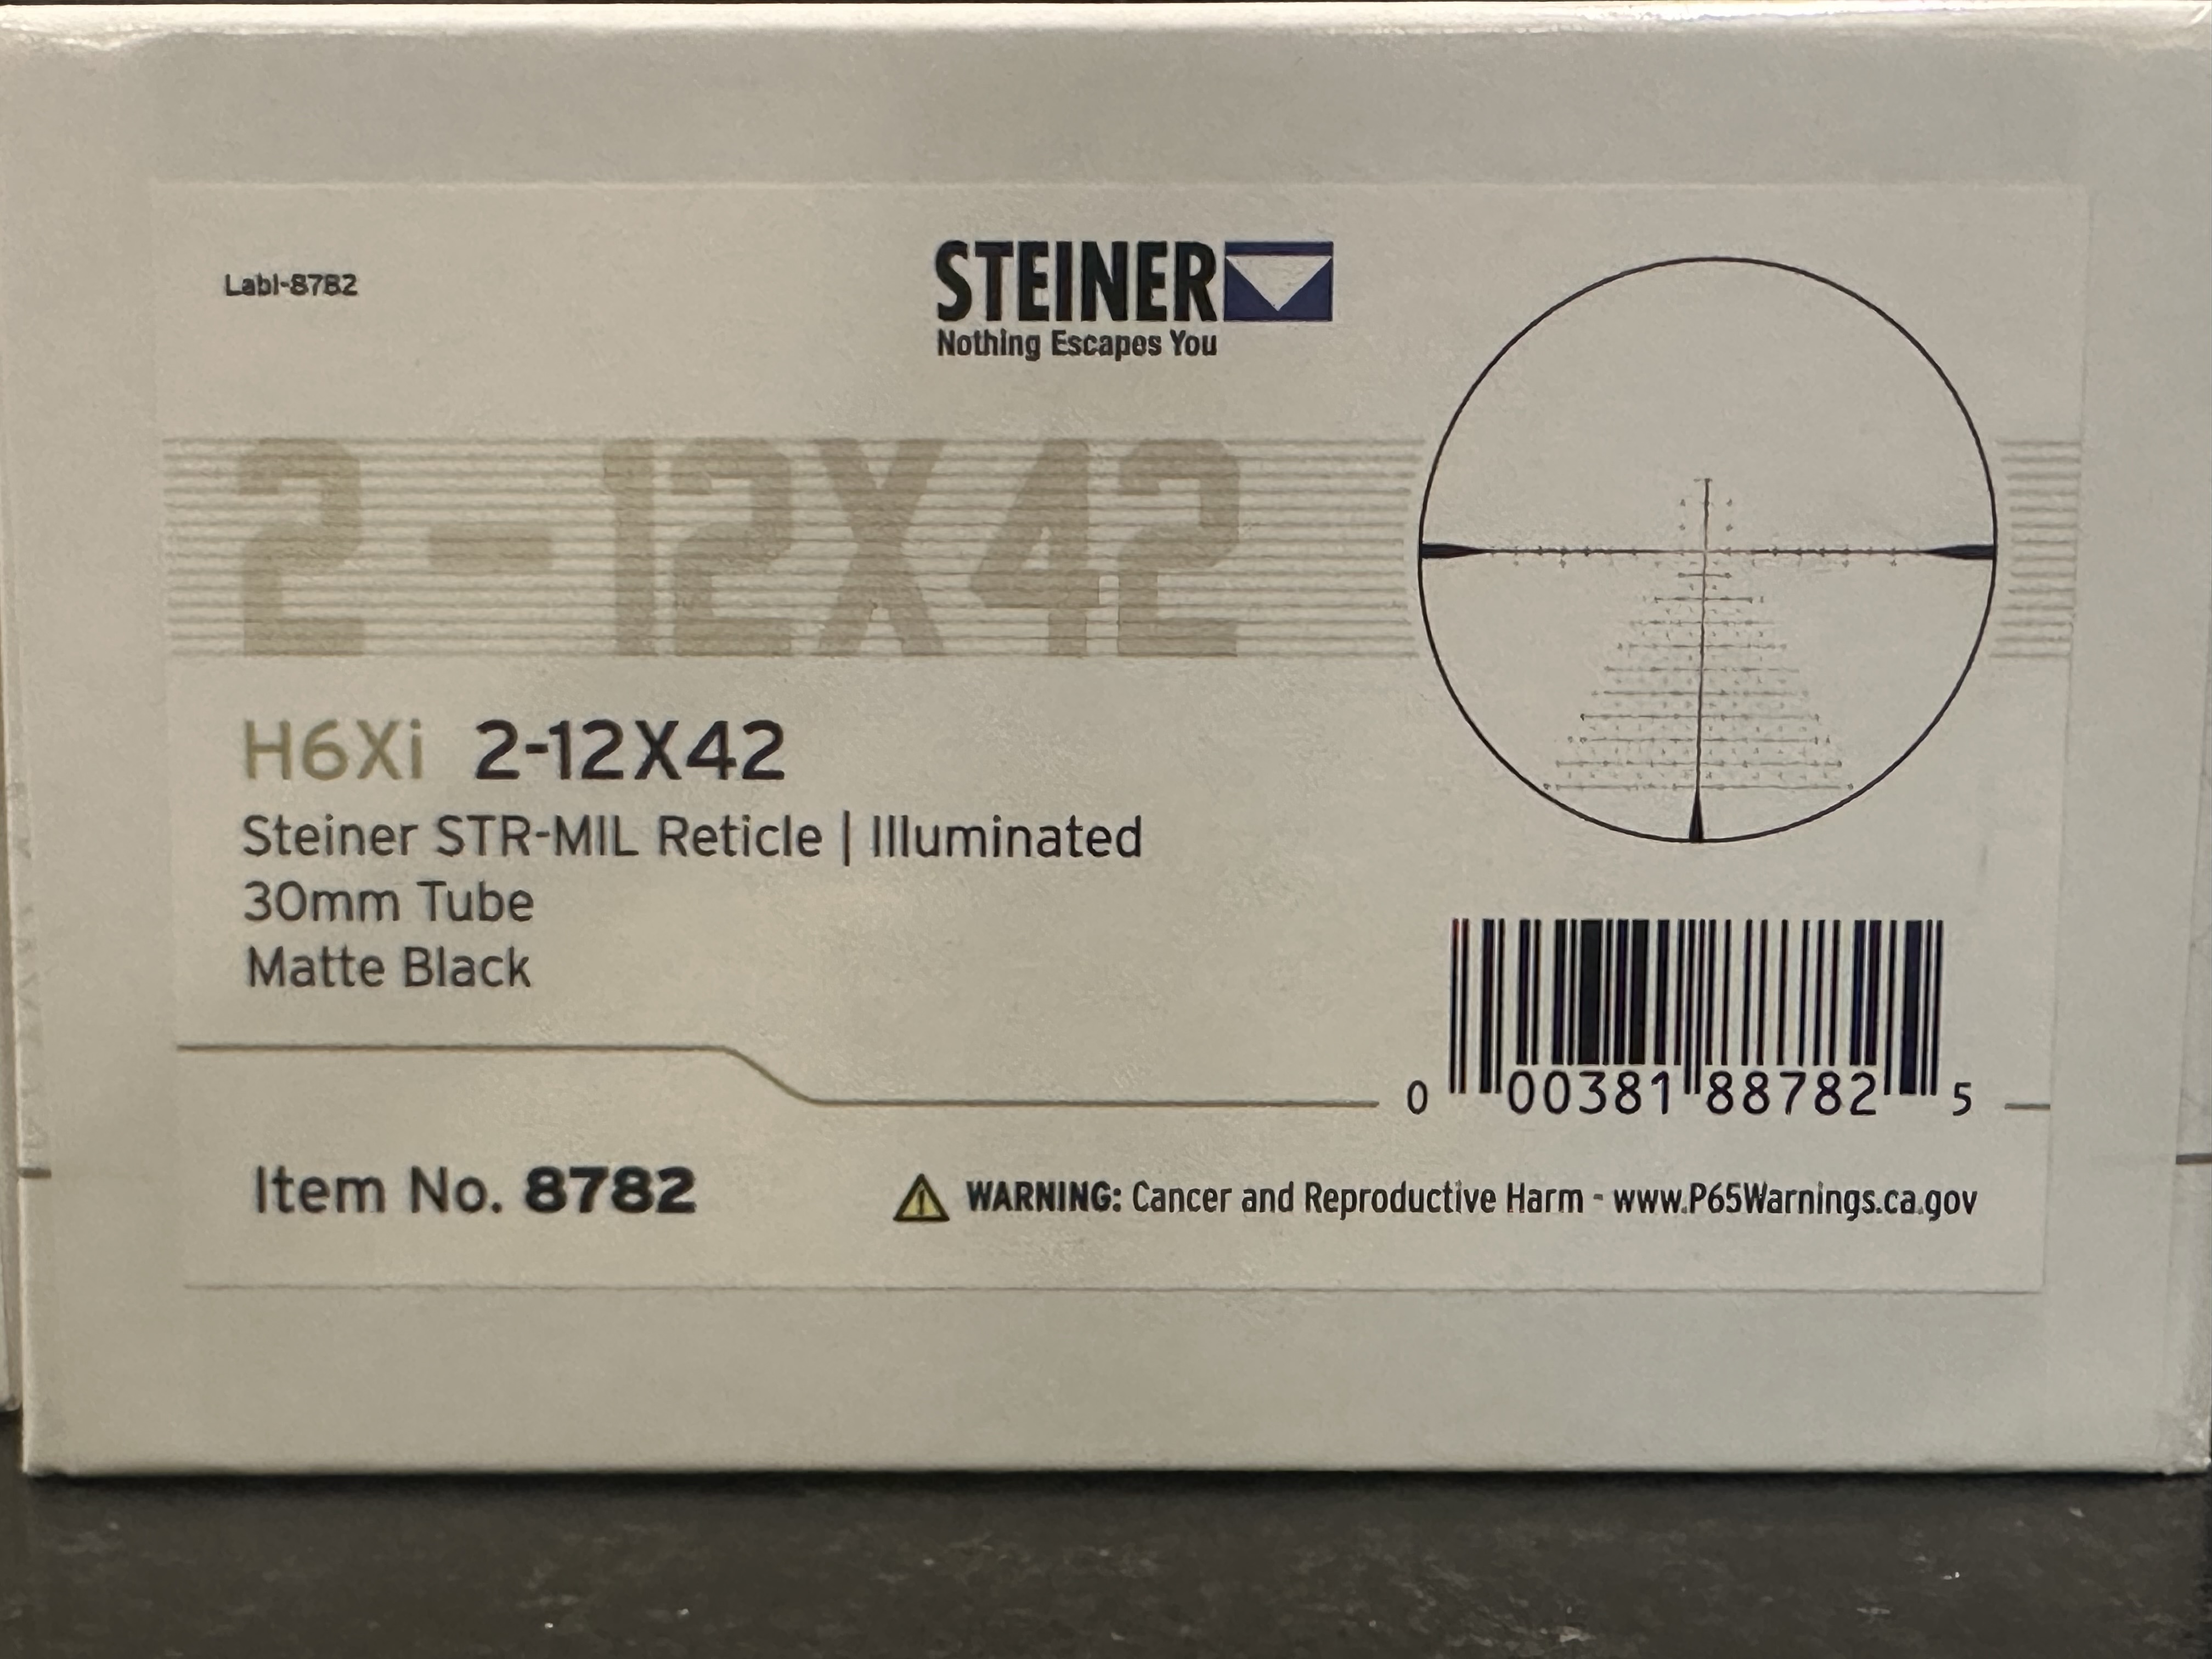 Labl-8782
STEINER
Nothing Escapes You
2-12X42
H6Xi 2-12X42
Steiner STR-MIL Reticle | Illuminated
30mm Tube
Matte Black
0 00381 88782 5
Item No. 8782
WARNING: Cancer and Reproductive Harm - www.P65Warnings.ca.gov